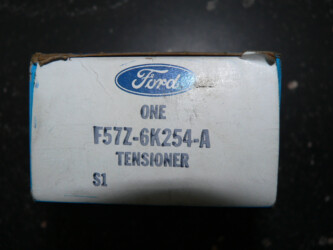 Ford
ONE
F57Z-6K254-A
TENSIONER
S1